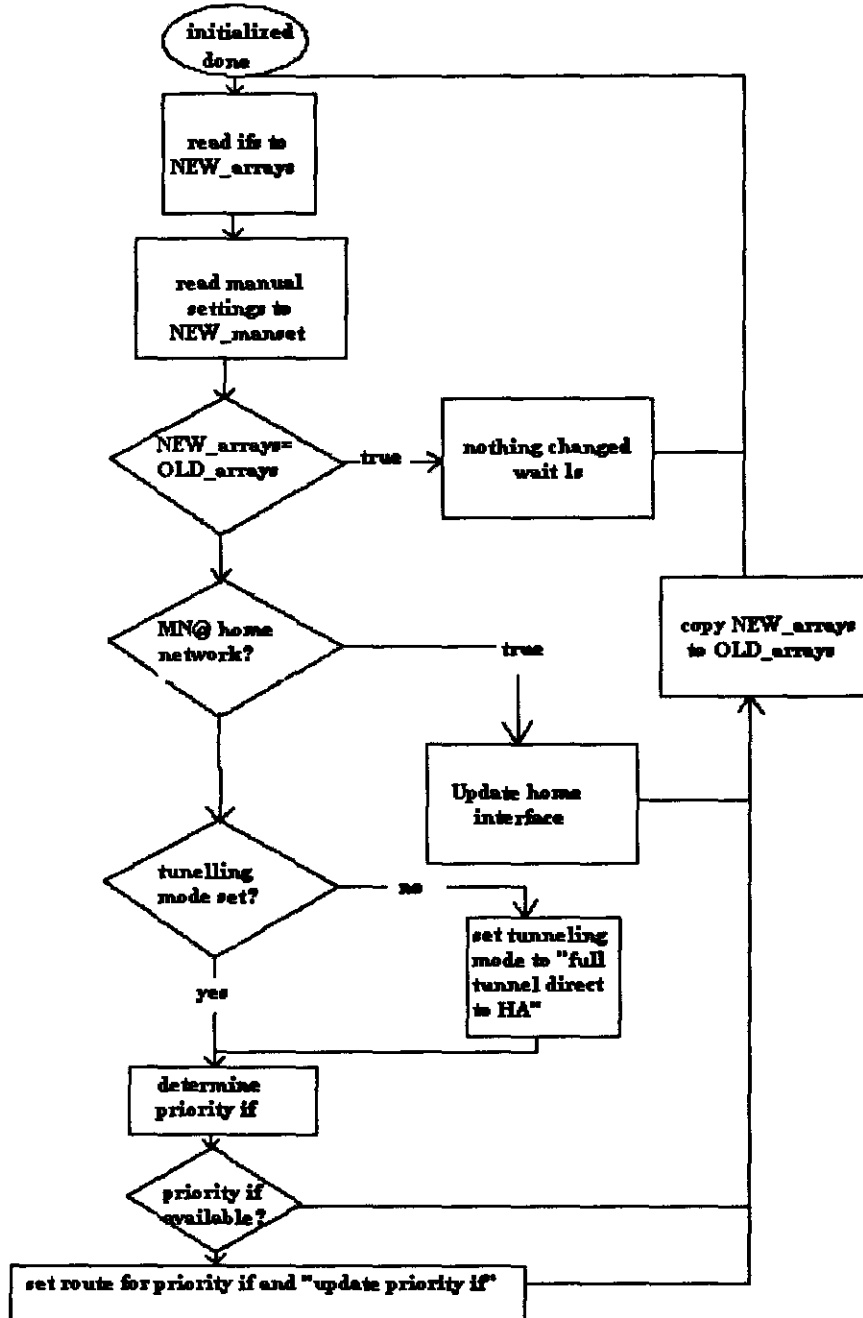 initialized
done
read ifs to
NEW_arrays
read manual
settings to
NEW_manset
NEW_arrays=
OLD_arrays
true
nothing changed
wait 1s
MN@ home
network?
true
copy NEW_arrays
to OLD_arrays
Update home
interface
tunelling
mode set?
no
set tunneling
mode to "full
tunnel direct
to HA"
yes
determine
priority if
priority if
available?
set route for priority if and "update priority if"